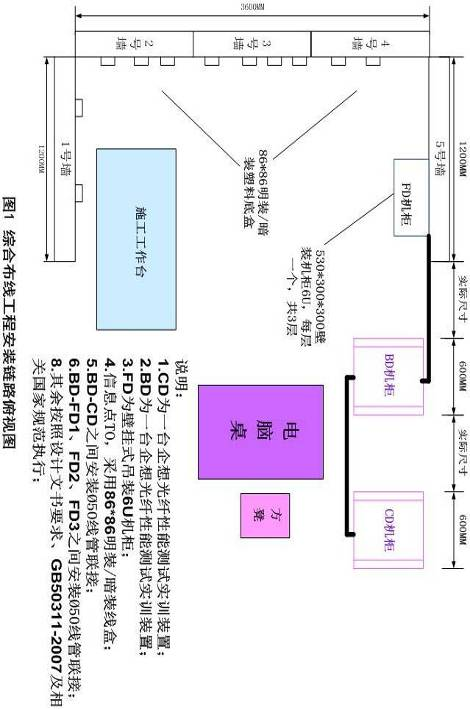 3600MM
2号墙
3号墙
4号墙
1号墙
1200MM
5号墙
1200MM
86*86明装/暗
装塑料底盒
FD机柜
530*300*300壁
装机柜6U，每层
一个，共3层
施工工作台
实际尺寸
BD机柜
600MM
实际尺寸
CD机柜
600MM
电脑桌
方凳
说明：
1.CD为一台企想光纤性能测试实训装置；
2.BD为一台企想光纤性能测试实训装置；
3.FD为壁挂式吊装6U机柜；
4.信息点TO，采用86*86明装/暗装线盒；
5.BD-CD之间安装Ø50线管联接；
6.BD-FD1、FD2、FD3之间安装Ø50线管联接；
8.其余按照设计文书要求、GB50311-2007及相
关国家规范执行；
图1 综合布线工程安装链路俯视图